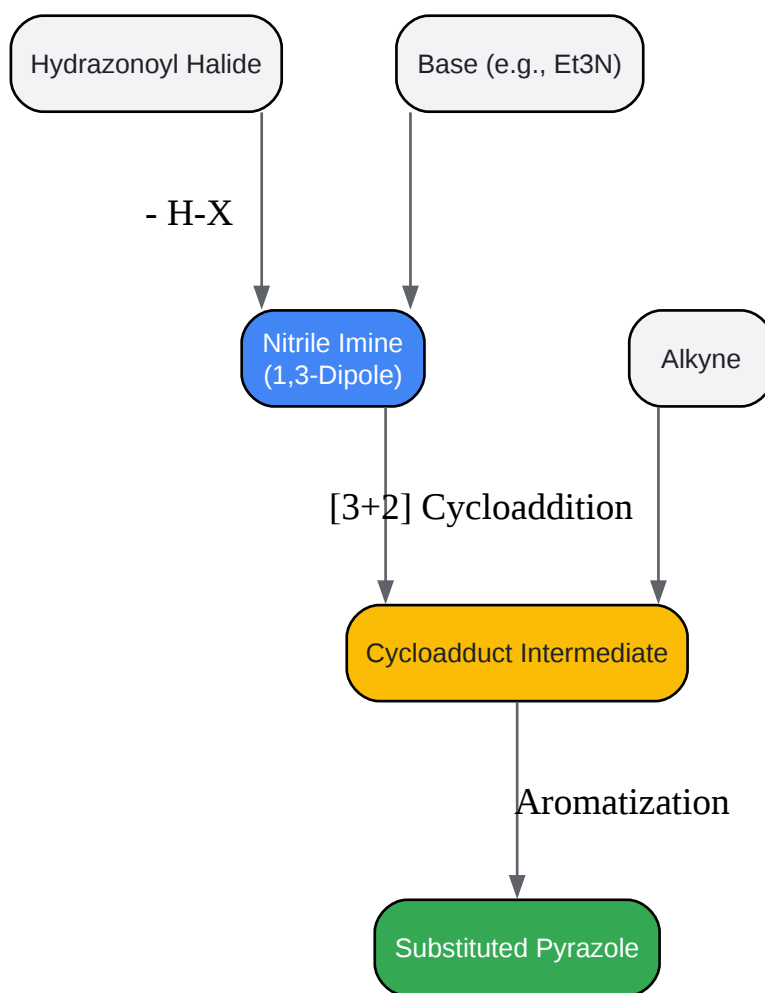 Hydrazonoyl Halide
Base (e.g., Et3N)
- H-X
Nitrile Imine
(1,3-Dipole)
Alkyne
[3+2] Cycloaddition
Cycloadduct Intermediate
Aromatization
Substituted Pyrazole